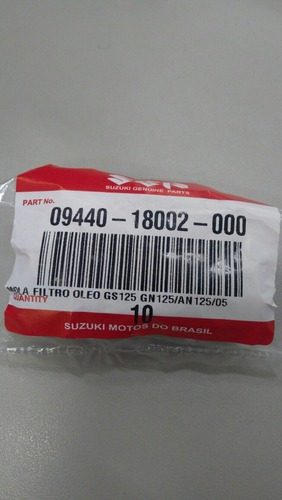 SUZUKI GENUINE PARTS
PART No.
09440-18002-000
FILTRO OLEO GS125 GN125/AN125/05
QUANTITY
10
SUZUKI MOTOS DO BRASIL